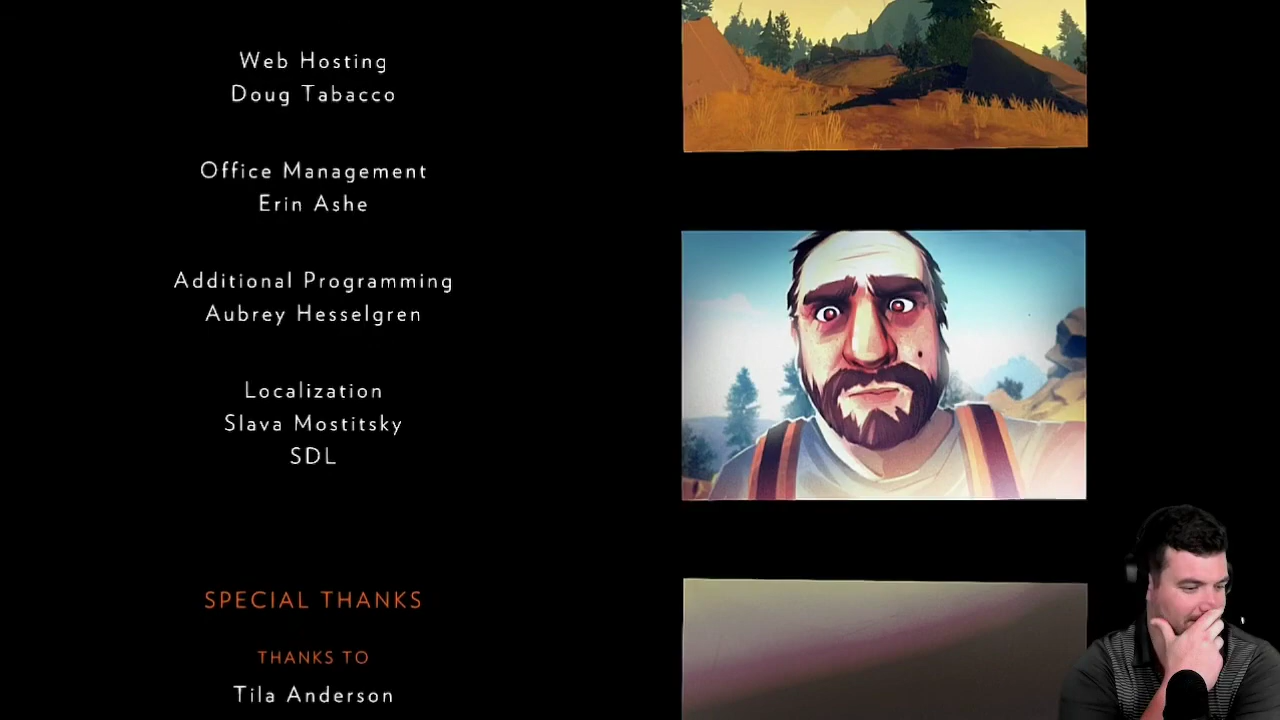 Web Hosting
Doug Tabacco
Office Management
Erin Ashe
Additional Programming
Aubrey Hesselgren
Localization
Slava Mostitsky
SDL
SPECIAL THANKS
THANKS TO
Tila Anderson